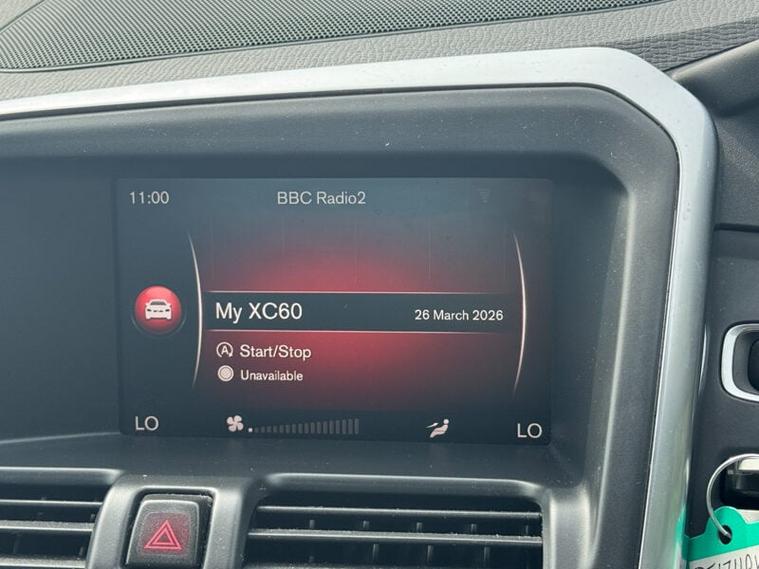 11:00 BBC Radio2
My XC60 26 March 2026
Start/Stop
Unavailable
LO LO